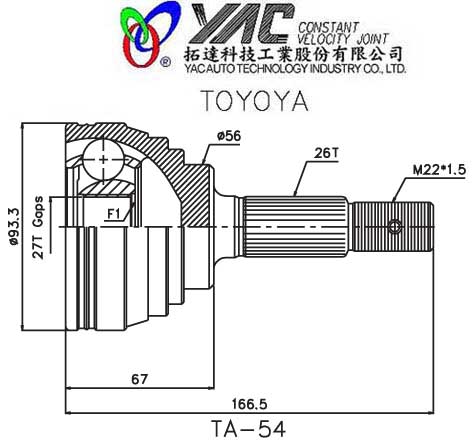 YAC CONSTANT
VELOCITY JOINT
®
拓達科技工業股份有限公司
YAC AUTO TECHNOLOGY INDUSTRY CO., LTD.
TOYOYA
ø56
26T
M22*1.5
ø93.3
27T Gaps
F1
67
166.5
TA-54